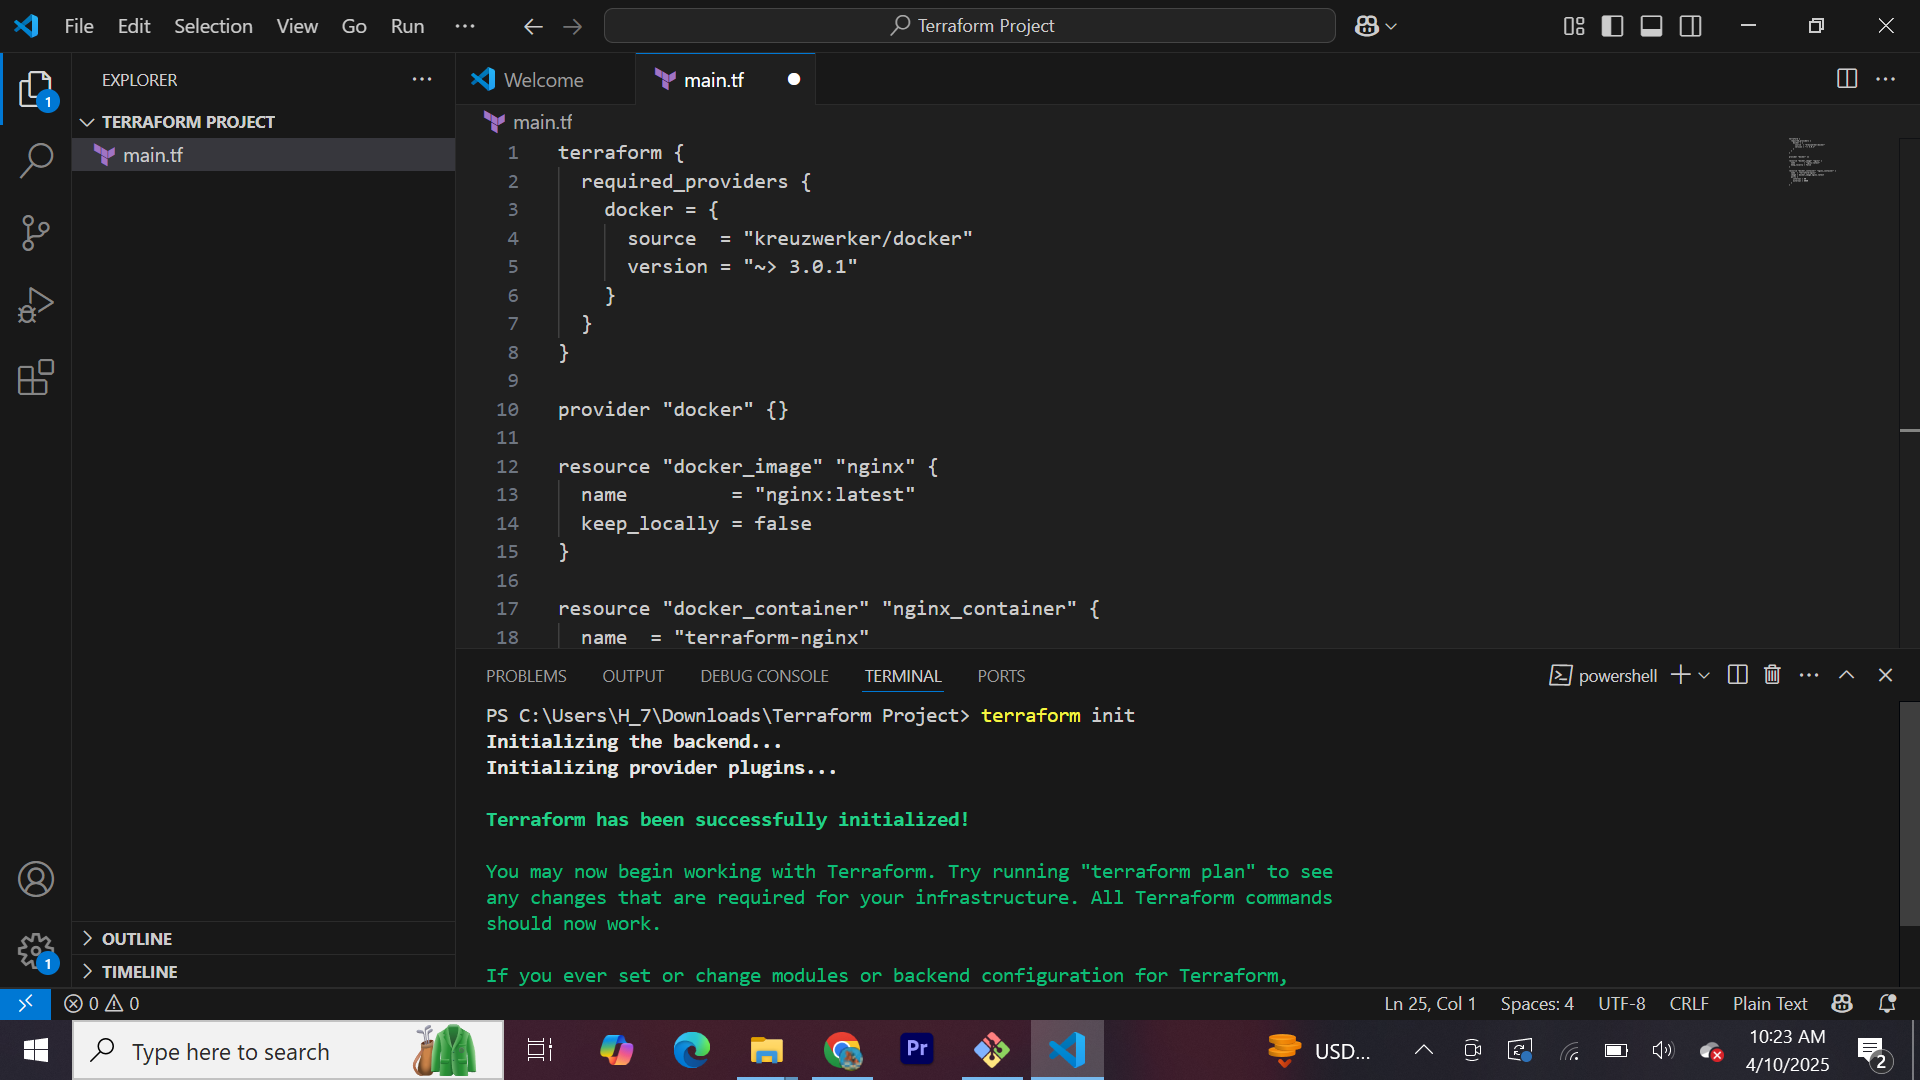 File Edit Selection View Go Run ···
Terraform Project
EXPLORER
Welcome
main.tf
TERRAFORM PROJECT
main.tf
1
main.tf
1 terraform {
2 required_providers {
3 docker = {
4 source = "kreuzwerker/docker"
5 version = "~> 3.0.1"
6 }
7 }
8 }
9
10 provider "docker" {}
11
12 resource "docker_image" "nginx" {
13 name = "nginx:latest"
14 keep_locally = false
15 }
16
17 resource "docker_container" "nginx_container" {
18 name = "terraform-nginx"
PROBLEMS OUTPUT DEBUG CONSOLE TERMINAL PORTS
powershell
PS C:\Users\H_7\Downloads\Terraform Project> terraform init
Initializing the backend...
Initializing provider plugins...
Terraform has been successfully initialized!
You may now begin working with Terraform. Try running "terraform plan" to see
any changes that are required for your infrastructure. All Terraform commands
should now work.
If you ever set or change modules or backend configuration for Terraform,
OUTLINE
TIMELINE
1
0 0
Ln 25, Col 1 Spaces: 4 UTF-8 CRLF Plain Text
Type here to search
Pr
USD...
10:23 AM
4/10/2025
2